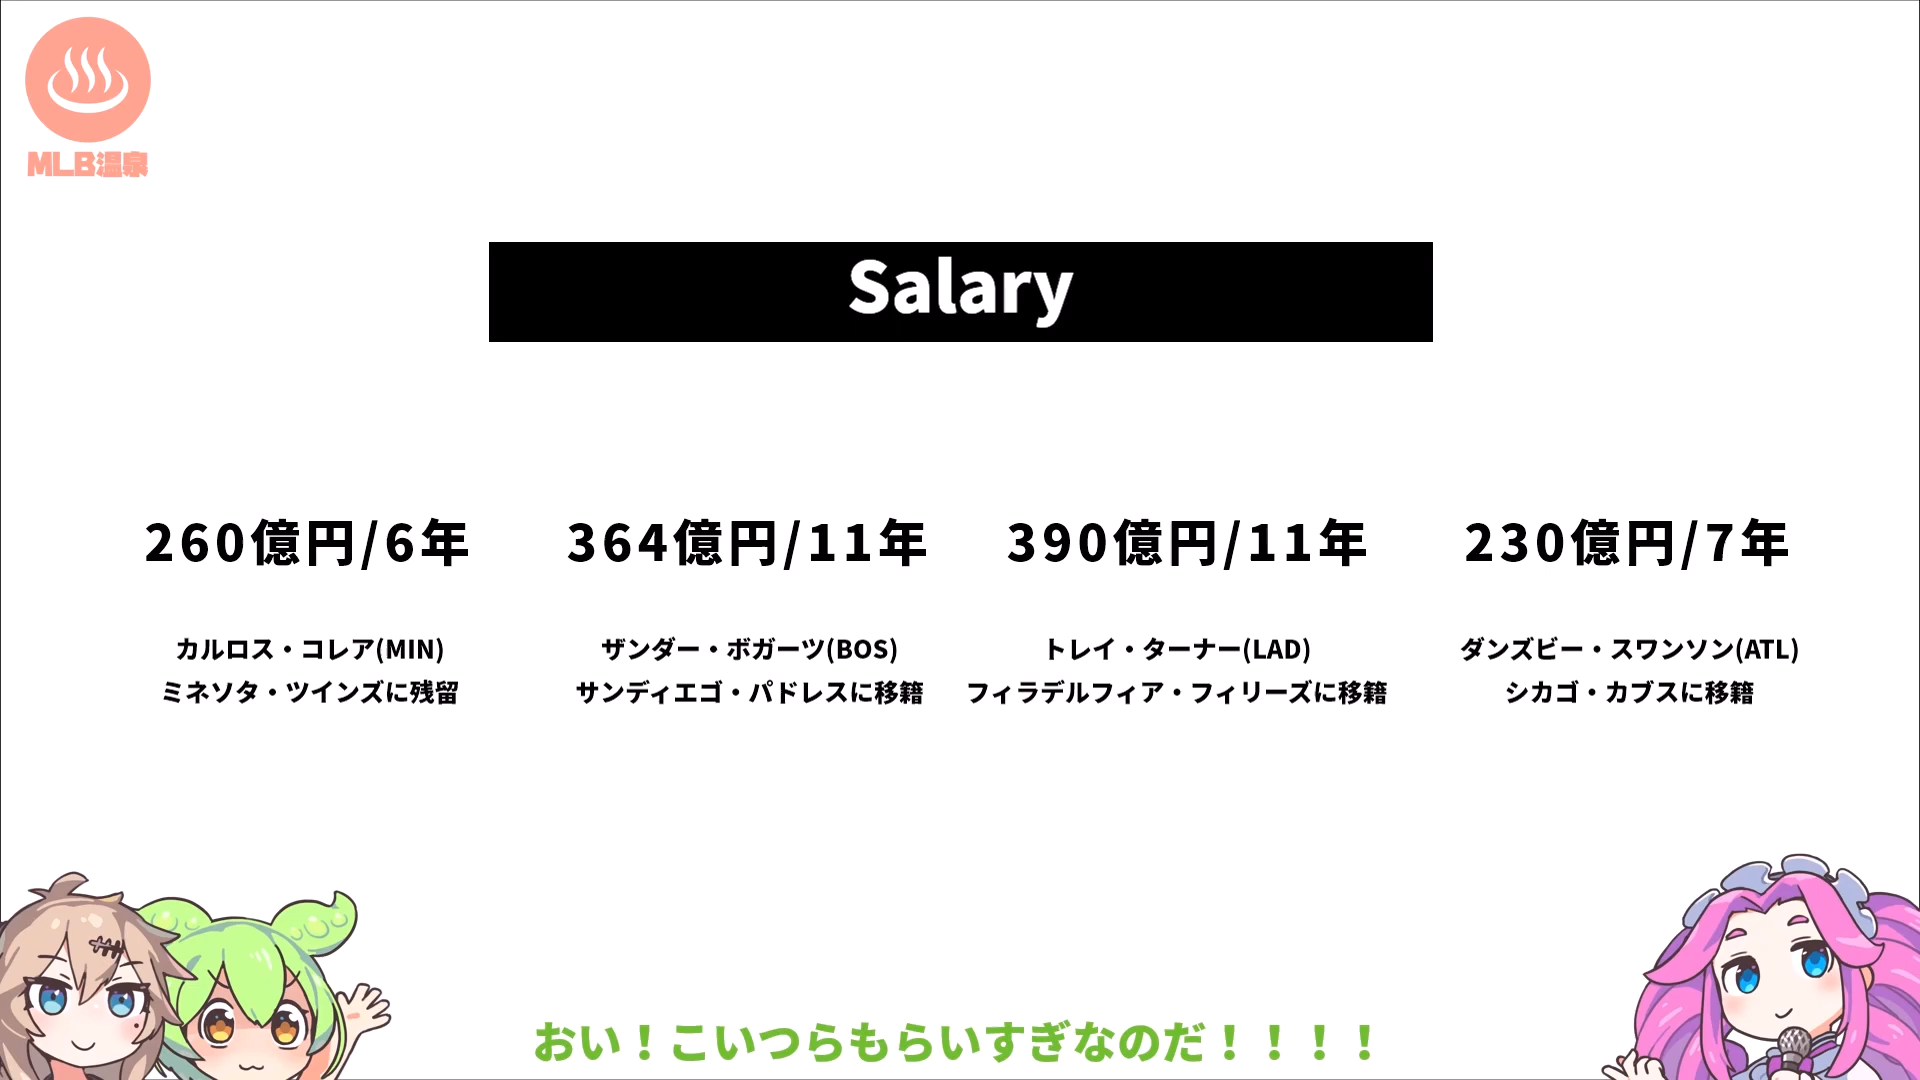 MLB温泉
Salary
260億円/6年
364億円/11年
390億円/11年
230億円/7年
カルロス・コレア(MIN)
ミネソタ・ツインズに残留
ザンダー・ボガーツ(BOS)
サンディエゴ・パドレスに移籍
トレイ・ターナー(LAD)
フィラデルフィア・フィリーズに移籍
ダンズビー・スワンソン(ATL)
シカゴ・カブスに移籍
おい！こいつらもらいすぎなのだ！！！！